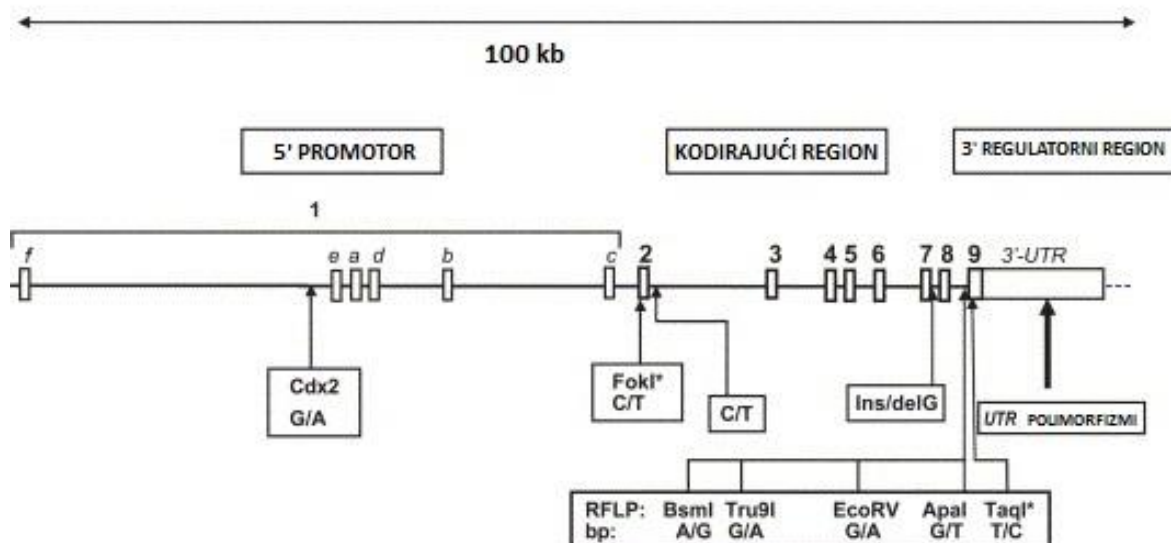 100 kb
5' PROMOTOR
KODIRAJUĆI REGION
3' REGULATORNI REGION
1
f e a d b c 2 3 4 5 6 7 8 9 3'-UTR
Cdx2
G/A
FokI*
C/T
C/T
Ins/delG
UTR POLIMORFIZMI
RFLP: BsmI Tru9I EcoRV ApaI TaqI*
bp: A/G G/A G/A G/T T/C